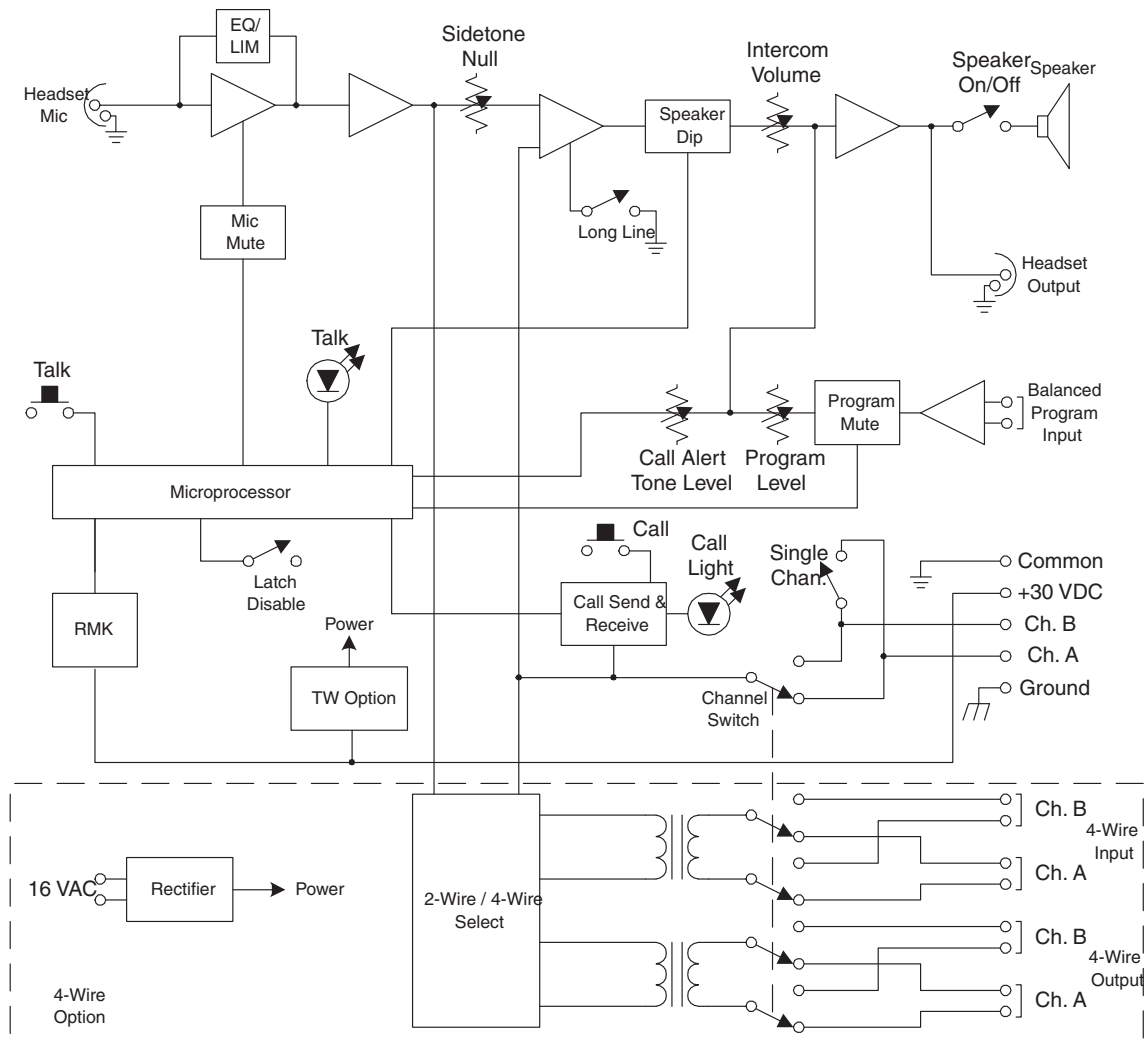 EQ/
LIM
Sidetone
Null
Intercom
Volume
Speaker
On/Off
Speaker
Headset
Mic
Speaker
Dip
Mic
Mute
Long Line
Headset
Output
Talk
Talk
Program
Mute
Balanced
Program
Input
Call Alert
Tone Level
Program
Level
Microprocessor
Call
Call
Light
Single
Chan.
Common
+30 VDC
Ch. B
Ch. A
Ground
Latch
Disable
Call Send &
Receive
RMK
Power
TW Option
Channel
Switch
Ch. B
4-Wire
Input
Ch. A
16 VAC
Rectifier
Power
2-Wire / 4-Wire
Select
Ch. B
4-Wire
Output
Ch. A
4-Wire
Option